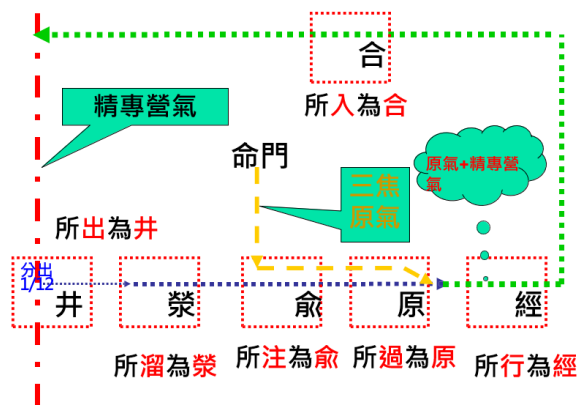 合
精專營氣
所入為合
命門
三焦
原氣
原氣+精專營
氣
所出為井
分出
1/12
井
滎
俞
原
經
所溜為滎
所注為俞
所過為原
所行為經